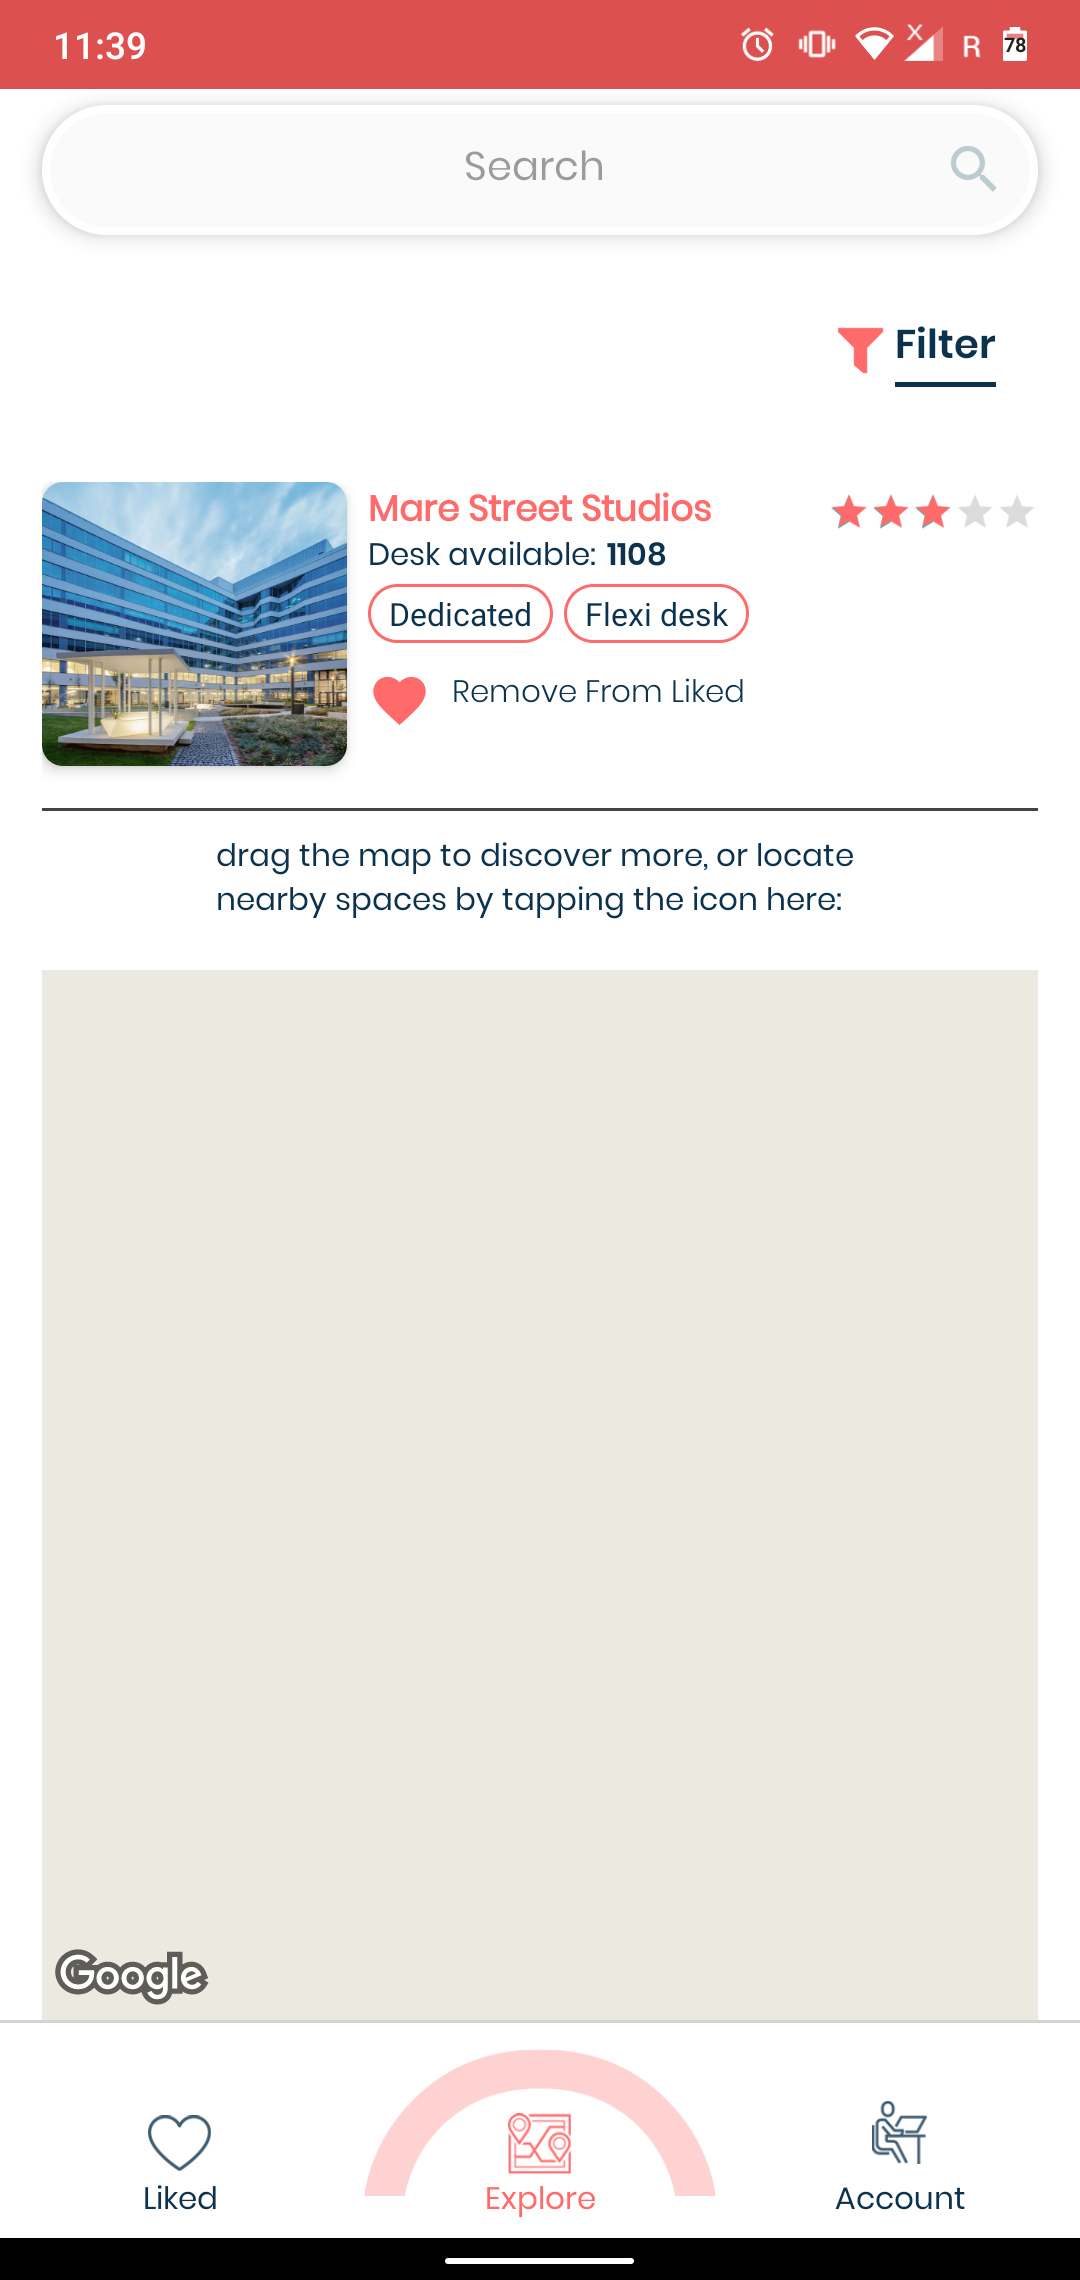 11:39
X
R
78
Search
Filter
Mare Street Studios
Desk available: 1108
Dedicated
Flexi desk
Remove From Liked
drag the map to discover more, or locate
nearby spaces by tapping the icon here:
Google
Liked
Explore
Account